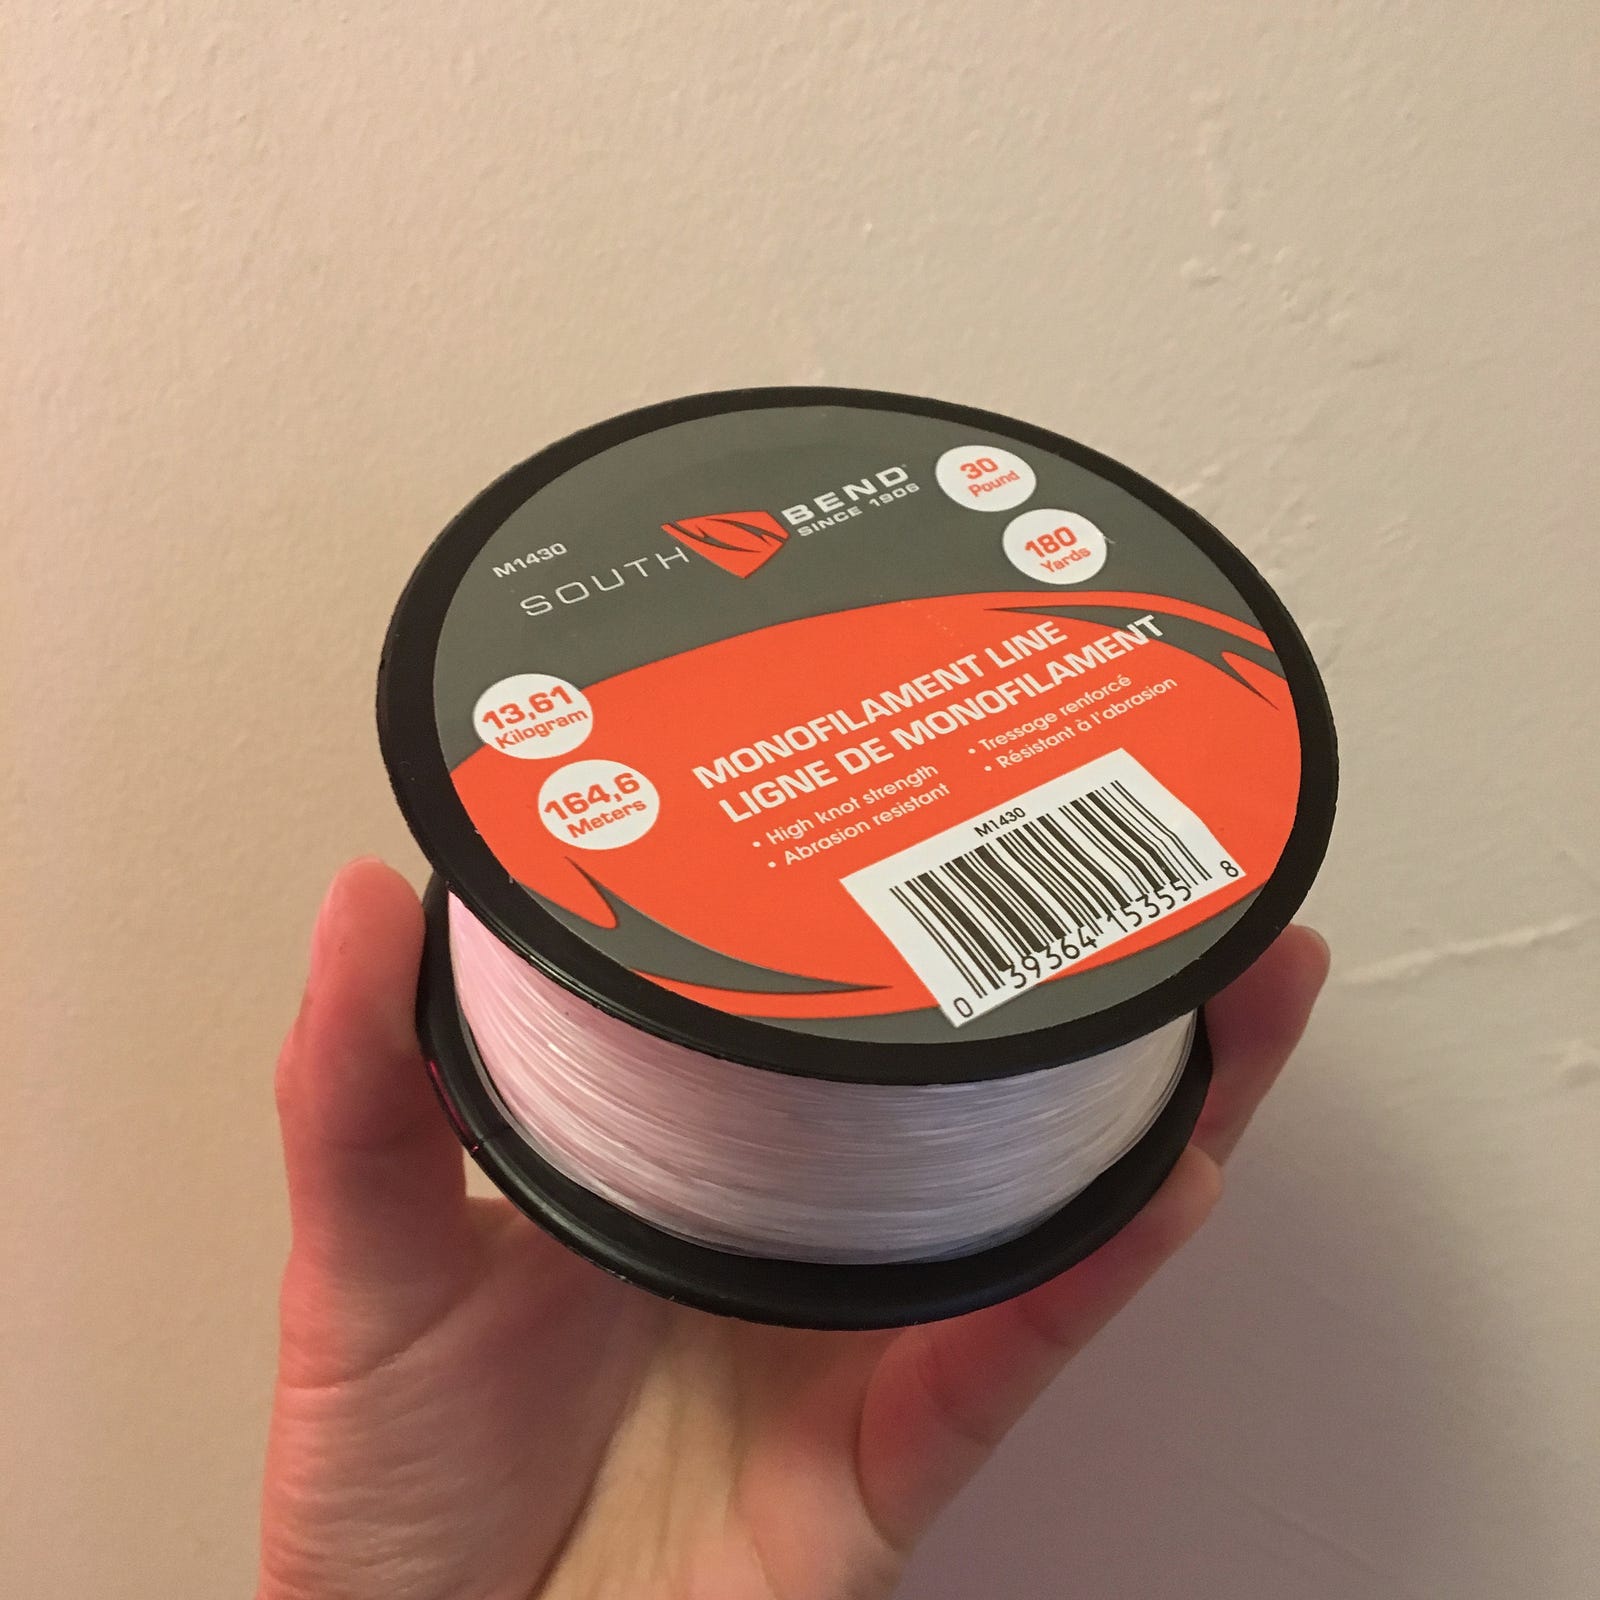 M1430
SOUTH BEND
SINCE 1906
30
Pound
180
Yards
13,61
Kilogram
164,6
Meters
MONOFILAMENT LINE
LIGNE DE MONOFILAMENT
• High knot strength
• Abrasion resistant
• Tressage renforcé
• Résistant à l'abrasion
M1430
0 39364 15355 8